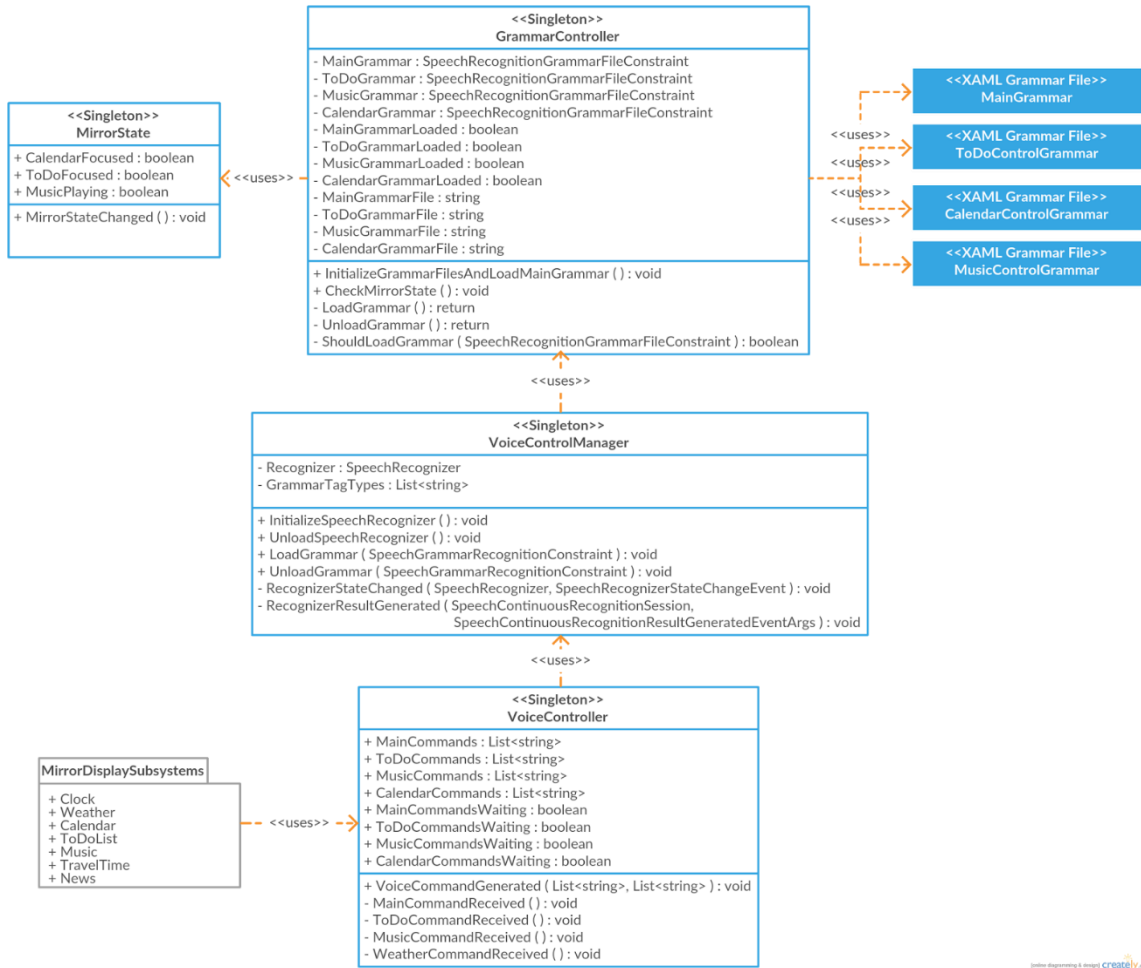 <<Singleton>>
GrammarController
- MainGrammar : SpeechRecognitionGrammarFileConstraint
- ToDoGrammar : SpeechRecognitionGrammarFileConstraint
- MusicGrammar : SpeechRecognitionGrammarFileConstraint
- CalendarGrammar : SpeechRecognitionGrammarFileConstraint
- MainGrammarLoaded : boolean
- ToDoGrammarLoaded : boolean
- MusicGrammarLoaded : boolean
- CalendarGrammarLoaded : boolean
- MainGrammarFile : string
- ToDoGrammarFile : string
- MusicGrammarFile : string
- CalendarGrammarFile : string
+ InitializeGrammarFilesAndLoadMainGrammar ( ) : void
+ CheckMirrorState ( ) : void
- LoadGrammar ( ) : return
- UnloadGrammar ( ) : return
- ShouldLoadGrammar ( SpeechRecognitionGrammarFileConstraint ) : boolean
<<Singleton>>
MirrorState
+ CalendarFocused : boolean
+ ToDoFocused : boolean
+ MusicPlaying : boolean
+ MirrorStateChanged ( ) : void
<<uses>>
<<uses>>
<<uses>>
<<uses>>
<<uses>>
<<XAML Grammar File>>
MainGrammar
<<XAML Grammar File>>
ToDoControlGrammar
<<XAML Grammar File>>
CalendarControlGrammar
<<XAML Grammar File>>
MusicControlGrammar
<<uses>>
<<Singleton>>
VoiceControlManager
- Recognizer : SpeechRecognizer
- GrammarTagTypes : List<string>
+ InitializeSpeechRecognizer ( ) : void
+ UnloadSpeechRecognizer ( ) : void
+ LoadGrammar ( SpeechGrammarRecognitionConstraint ) : void
+ UnloadGrammar ( SpeechGrammarRecognitionConstraint ) : void
- RecognizerStateChanged ( SpeechRecognizer, SpeechRecognizerStateChangeEvent ) : void
- RecognizerResultGenerated ( SpeechContinuousRecognitionSession,
SpeechContinuousRecognitionResultGeneratedEventArgs ) : void
<<uses>>
<<Singleton>>
VoiceController
+ MainCommands : List<string>
+ ToDoCommands : List<string>
+ MusicCommands : List<string>
+ CalendarCommands : List<string>
+ MainCommandsWaiting : boolean
+ ToDoCommandsWaiting : boolean
+ MusicCommandsWaiting : boolean
+ CalendarCommandsWaiting : boolean
+ VoiceCommandGenerated ( List<string>, List<string> ) : void
- MainCommandReceived ( ) : void
- ToDoCommandReceived ( ) : void
- MusicCommandReceived ( ) : void
- WeatherCommandReceived ( ) : void
MirrorDisplaySubsystems
+ Clock
+ Weather
+ Calendar
+ ToDoList
+ Music
+ TravelTime
+ News
<<uses>>
[online diagramming & design] creately